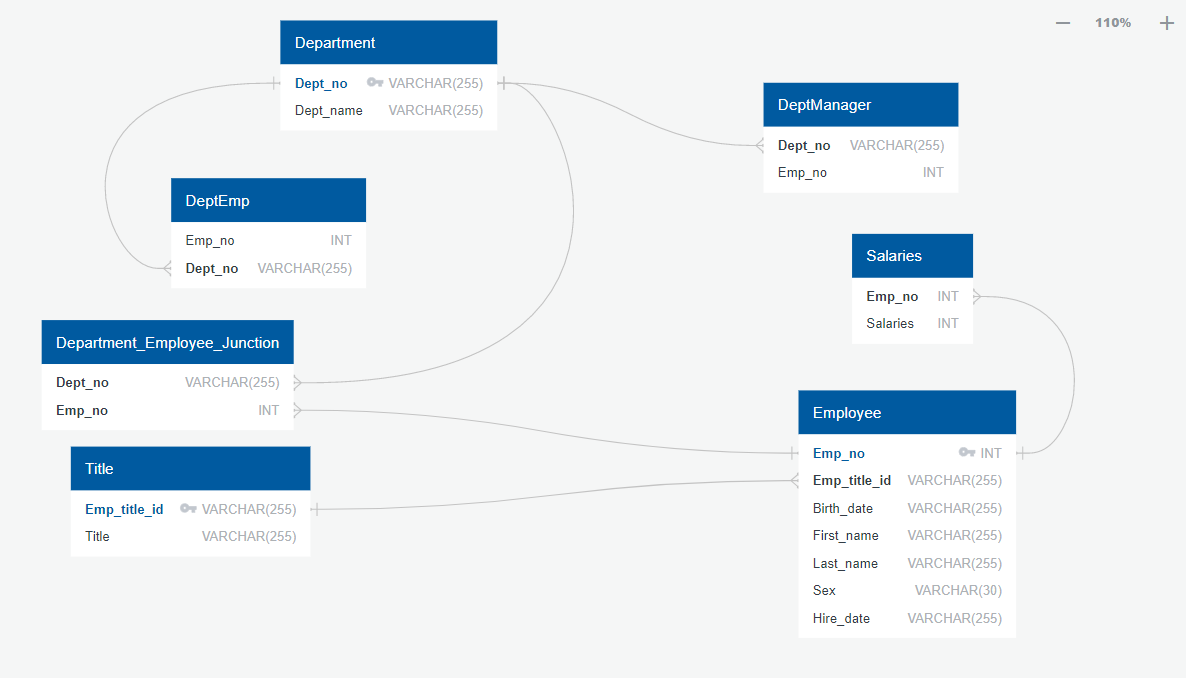 110%
Department
Dept_no VARCHAR(255)
Dept_name VARCHAR(255)
DeptManager
Dept_no VARCHAR(255)
Emp_no INT
DeptEmp
Emp_no INT
Dept_no VARCHAR(255)
Salaries
Emp_no INT
Salaries INT
Department_Employee_Junction
Dept_no VARCHAR(255)
Emp_no INT
Employee
Emp_no INT
Emp_title_id VARCHAR(255)
Birth_date VARCHAR(255)
First_name VARCHAR(255)
Last_name VARCHAR(255)
Sex VARCHAR(30)
Hire_date VARCHAR(255)
Title
Emp_title_id VARCHAR(255)
Title VARCHAR(255)